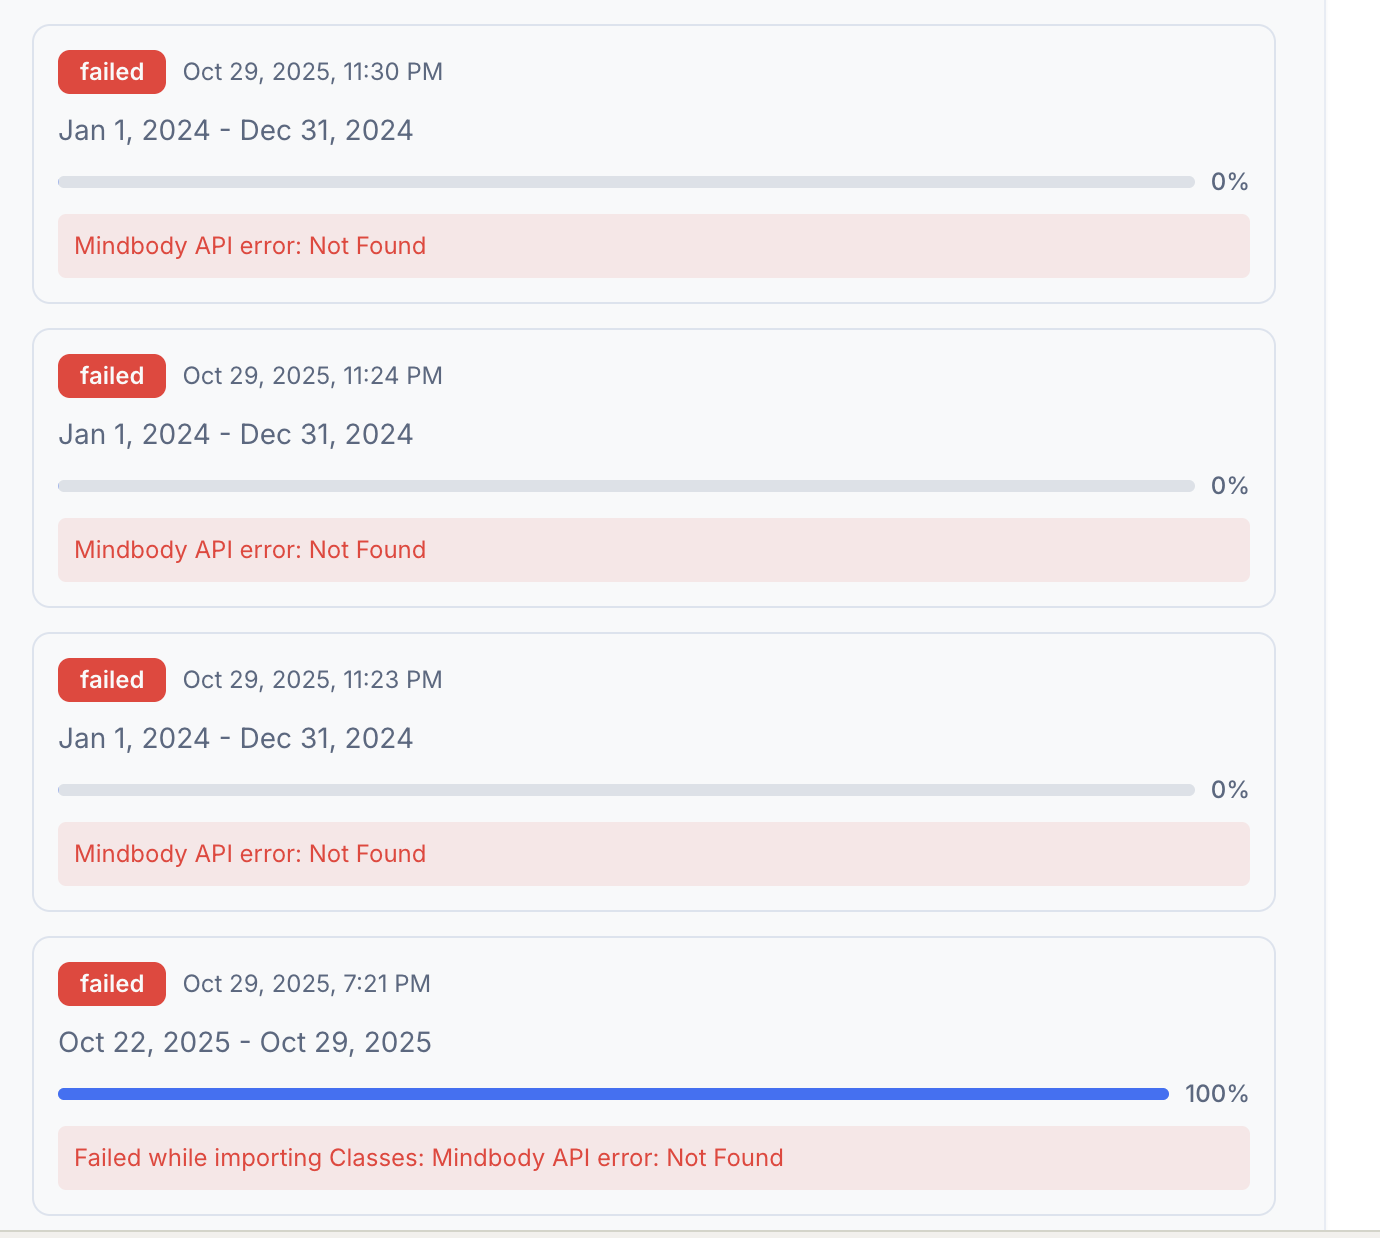 failed Oct 29, 2025, 11:30 PM
Jan 1, 2024 - Dec 31, 2024
0%
Mindbody API error: Not Found
failed Oct 29, 2025, 11:24 PM
Jan 1, 2024 - Dec 31, 2024
0%
Mindbody API error: Not Found
failed Oct 29, 2025, 11:23 PM
Jan 1, 2024 - Dec 31, 2024
0%
Mindbody API error: Not Found
failed Oct 29, 2025, 7:21 PM
Oct 22, 2025 - Oct 29, 2025
100%
Failed while importing Classes: Mindbody API error: Not Found